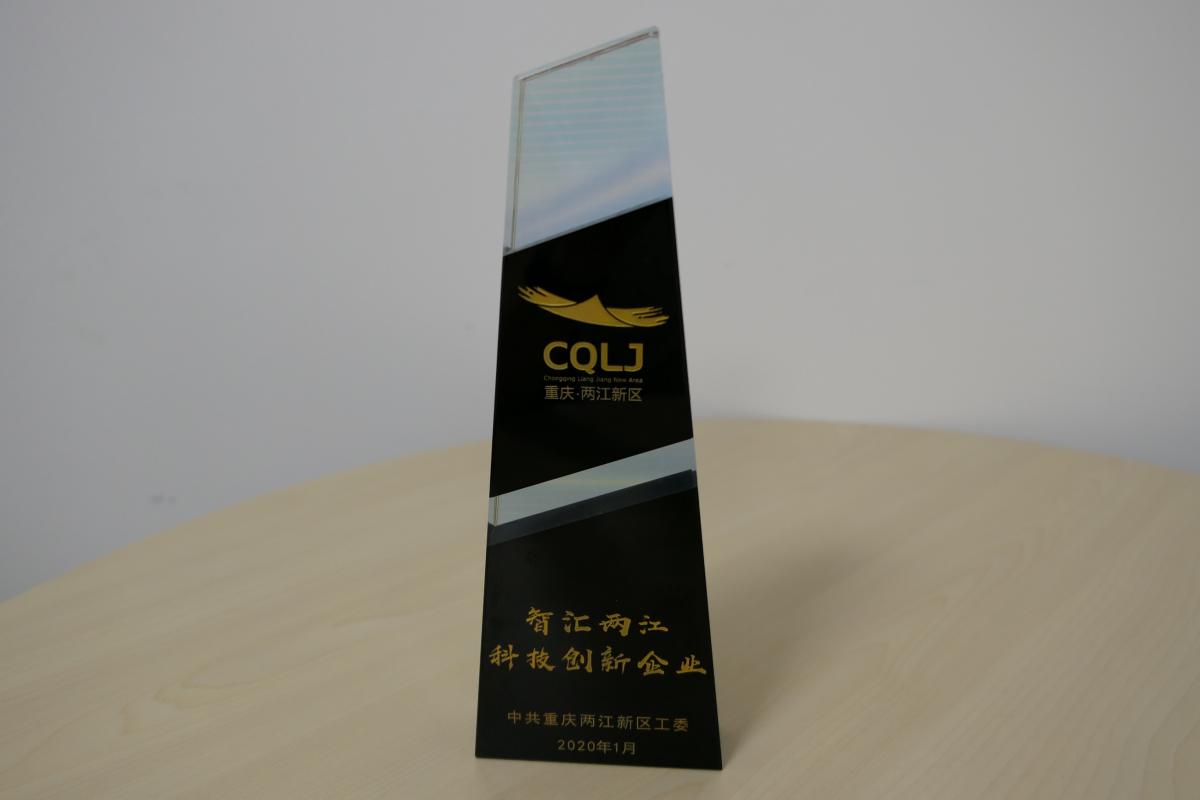 CQLJ
Chongqing Liang Jiang New Area
重庆·两江新区
智汇两江
科技创新企业
中共重庆两江新区工委
2020年1月